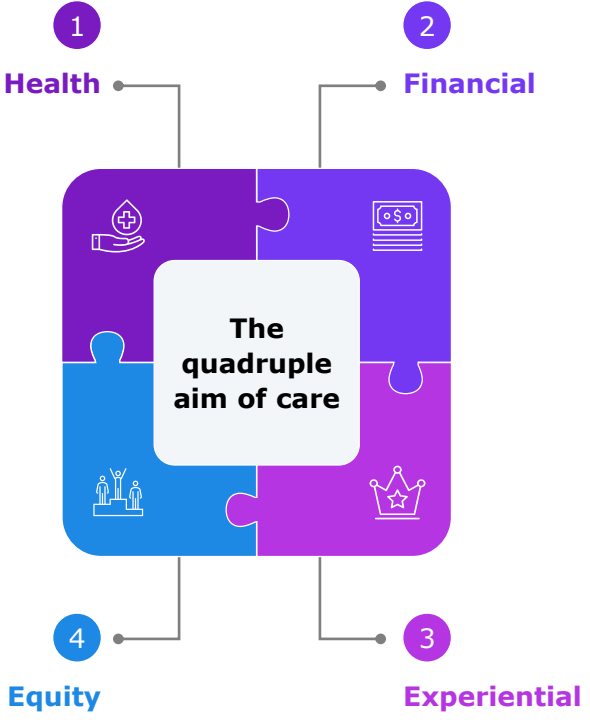 1
2
Health
Financial
The
quadruple
aim of care
4
3
Equity
Experiential